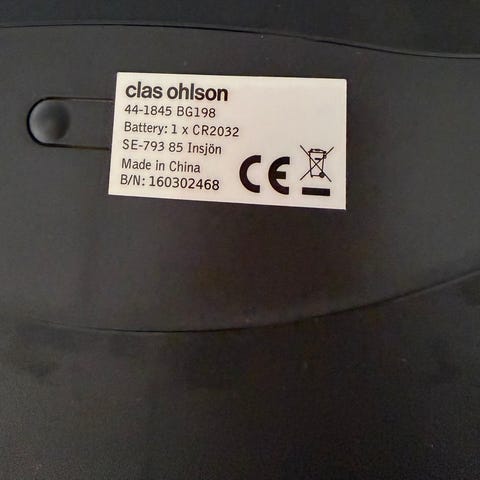 clas ohlson
44-1845 BG198
Battery: 1 x CR2032
SE-793 85 Insjön
Made in China
B/N: 160302468
CE